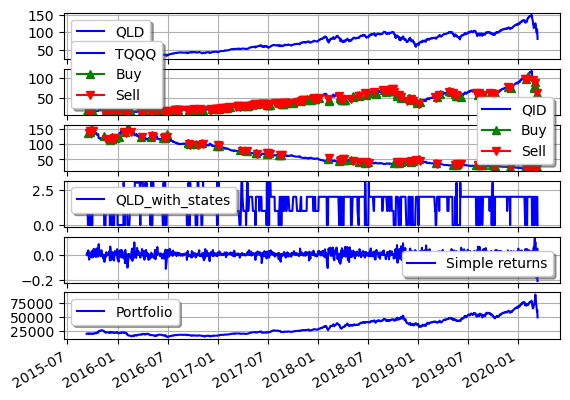 150
100
50
QLD
TQQQ
Buy
Sell
100
50
QID
Buy
Sell
150
100
50
2.5
0.0
QLD_with_states
0.0
−0.2
Simple returns
75000
50000
25000
Portfolio
2015-07
2016-01
2016-07
2017-01
2017-07
2018-01
2018-07
2019-01
2019-07
2020-01